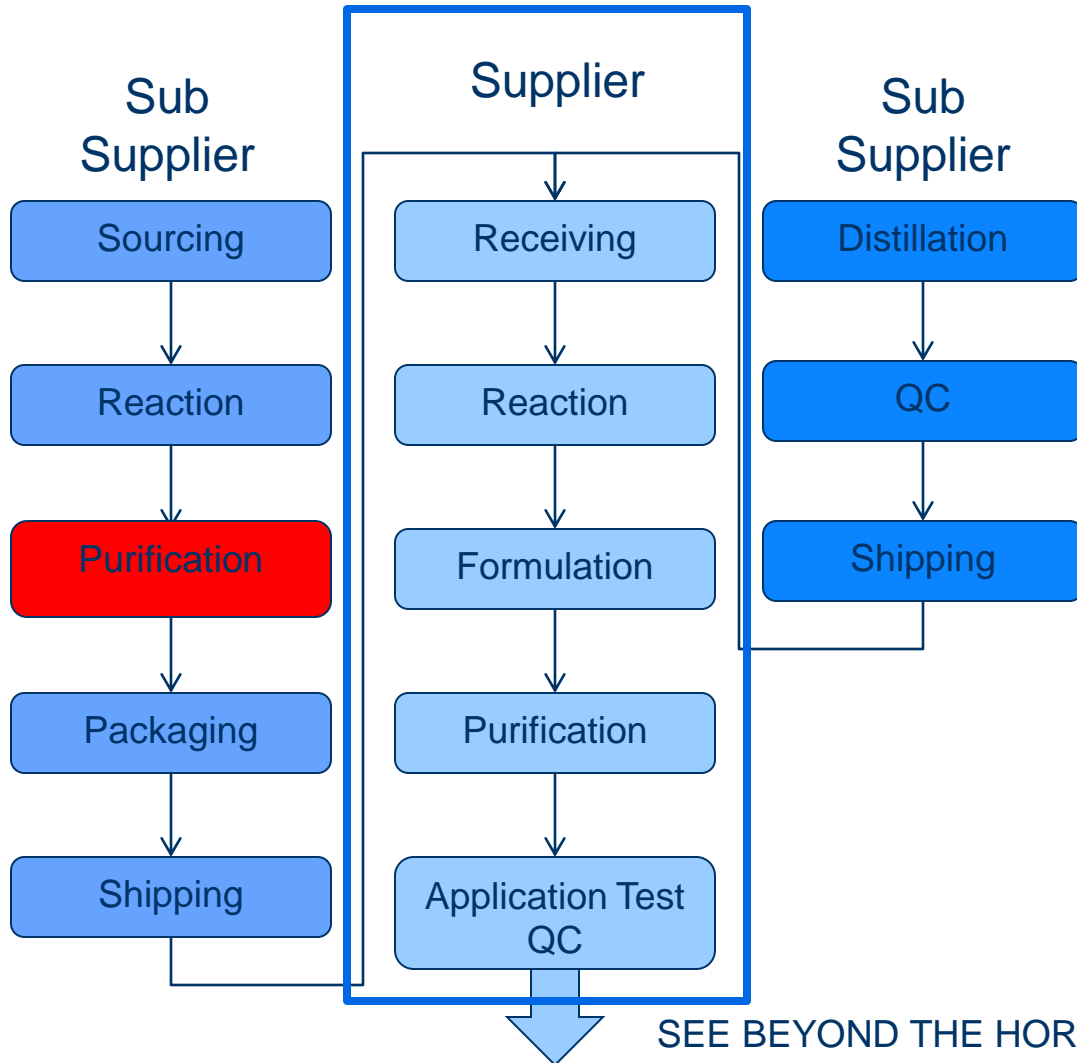 Sub
Supplier
Sourcing
Reaction
Purification
Packaging
Shipping
Supplier
Receiving
Reaction
Formulation
Purification
Application Test
QC
Sub
Supplier
Distillation
QC
Shipping
SEE BEYOND THE HOR